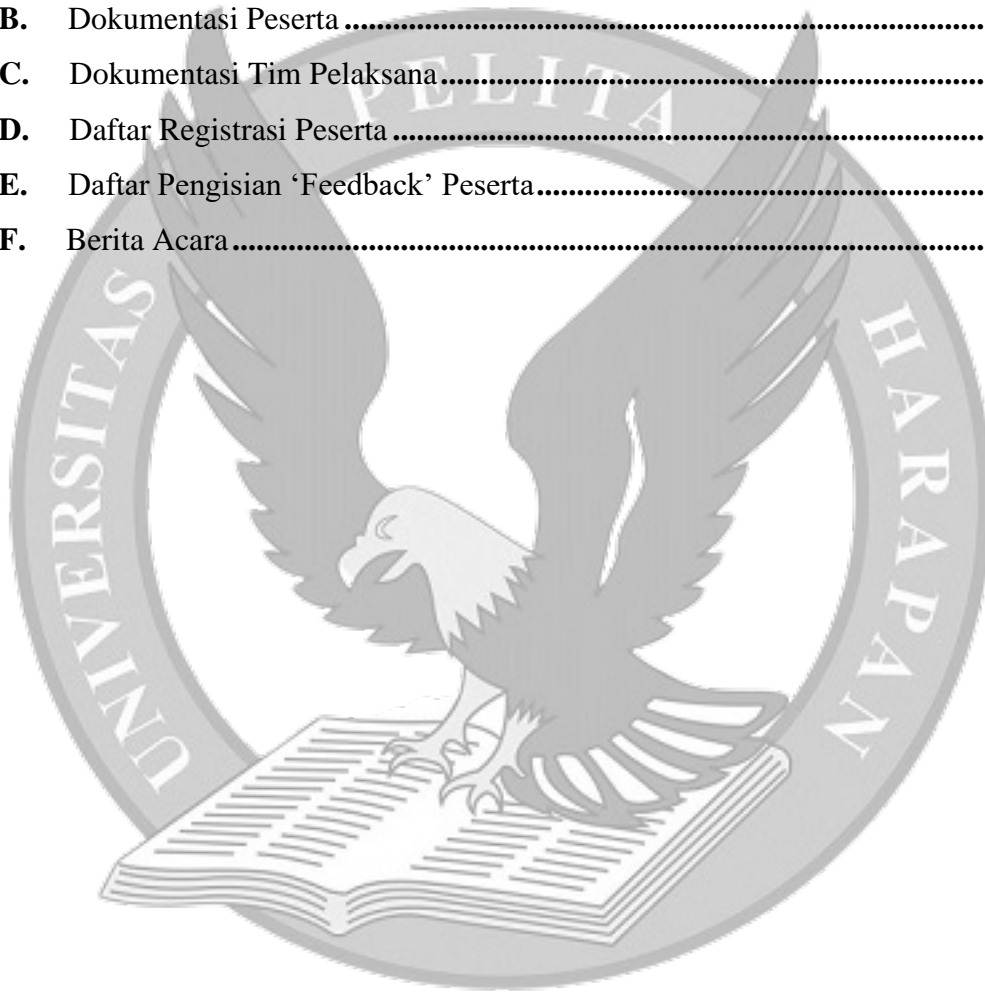 B. Dokumentasi Peserta ........................................................................
C. Dokumentasi Tim Pelaksana ............................................................
D. Daftar Registrasi Peserta ..................................................................
E. Daftar Pengisian ‘Feedback’ Peserta ..................................................
F. Berita Acara ......................................................................................
UNIVERSITAS PELITA HARAPAN